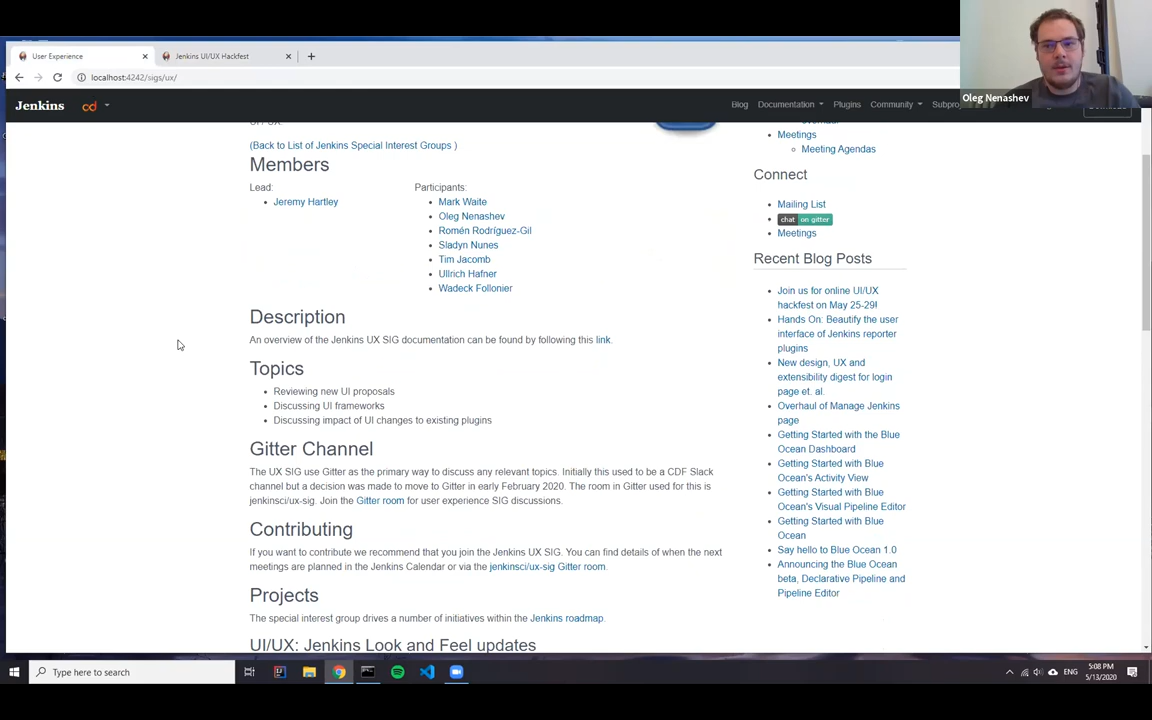 User Experience
Jenkins UI/UX Hackfest
localhost:4242/sigs/ux/
Oleg Nenashev
Jenkins
cd
Blog
Documentation
Plugins
Community
(Back to List of Jenkins Special Interest Groups )
Members
Lead:
Jeremy Hartley
Participants:
Mark Waite
Oleg Nenashev
Romén Rodríguez-Gil
Sladyn Nunes
Tim Jacomb
Ullrich Hafner
Wadeck Follonier
Description
An overview of the Jenkins UX SIG documentation can be found by following this link.
Topics
Reviewing new UI proposals
Discussing UI frameworks
Discussing impact of UI changes to existing plugins
Gitter Channel
The UX SIG use Gitter as the primary way to discuss any relevant topics. Initially this used to be a CDF Slack
channel but a decision was made to move to Gitter in early February 2020. The room in Gitter used for this is
jenkinsci/ux-sig. Join the Gitter room for user experience SIG discussions.
Contributing
If you want to contribute we recommend that you join the Jenkins UX SIG. You can find details of when the next
meetings are planned in the Jenkins Calendar or via the jenkinsci/ux-sig Gitter room.
Projects
The special interest group drives a number of initiatives within the Jenkins roadmap.
UI/UX: Jenkins Look and Feel updates
Meetings
Meeting Agendas
Connect
Mailing List
chat on gitter
Meetings
Recent Blog Posts
Join us for online UI/UX
hackfest on May 25-29!
Hands On: Beautify the user
interface of Jenkins reporter
plugins
New design, UX and
extensibility digest for login
page et. al.
Overhaul of Manage Jenkins
page
Getting Started with the Blue
Ocean Dashboard
Getting Started with Blue
Ocean's Activity View
Getting Started with Blue
Ocean's Visual Pipeline Editor
Getting Started with Blue
Ocean
Say hello to Blue Ocean 1.0
Announcing the Blue Ocean
beta, Declarative Pipeline and
Pipeline Editor
Type here to search
ENG
5:08 PM
5/13/2020